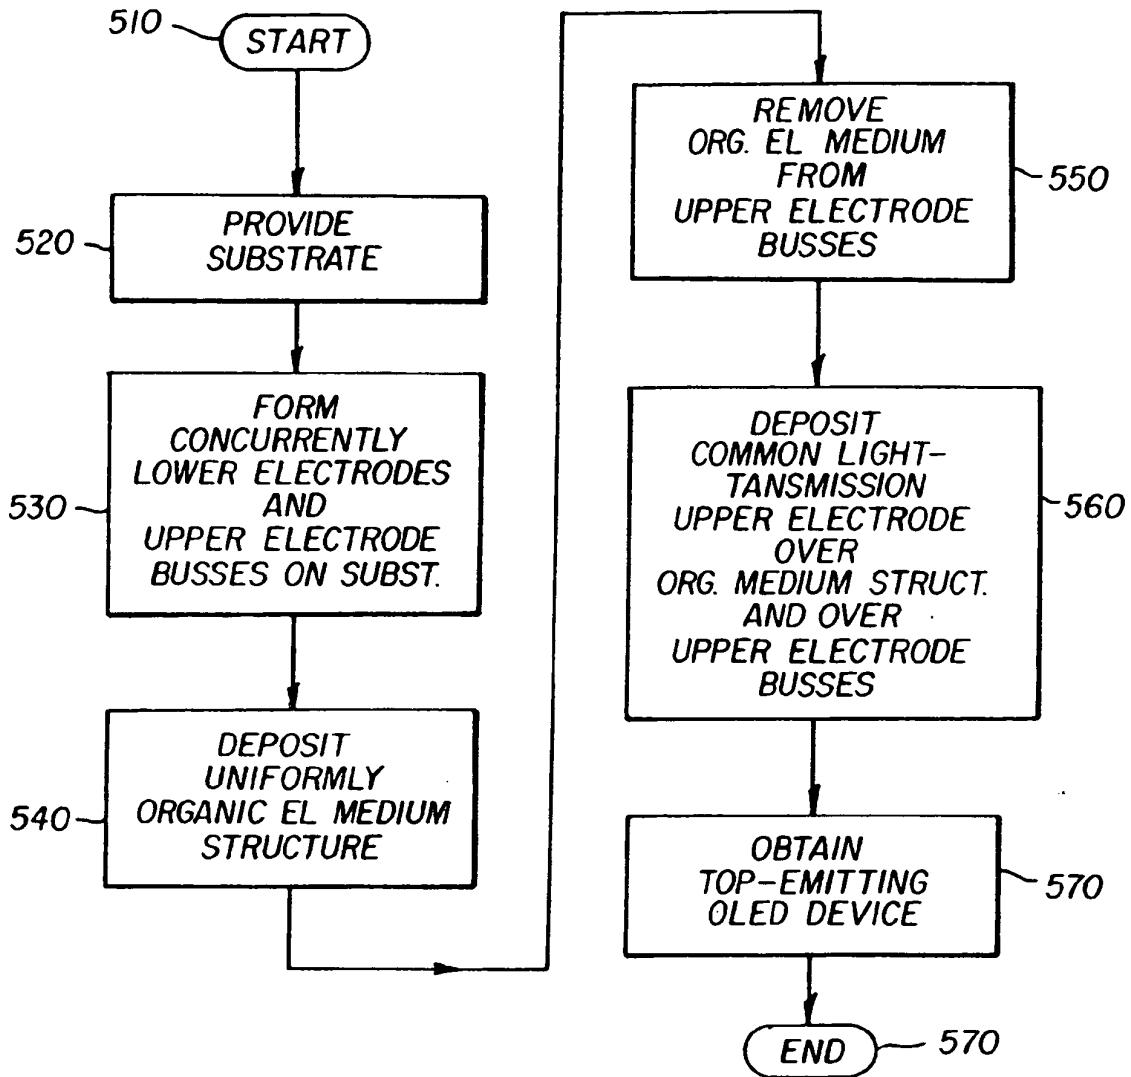 510
START
520
PROVIDE
SUBSTRATE
530
FORM
CONCURRENTLY
LOWER ELECTRODES
AND
UPPER ELECTRODE
BUSSES ON SUBST.
540
DEPOSIT
UNIFORMLY
ORGANIC EL MEDIUM
STRUCTURE
REMOVE
ORG. EL MEDIUM
FROM
UPPER ELECTRODE
BUSSES
550
DEPOSIT
COMMON LIGHT-
TANSMISSION
UPPER ELECTRODE
OVER
ORG. MEDIUM STRUCT.
AND OVER
UPPER ELECTRODE
BUSSES
560
OBTAIN
TOP-EMITTING
OLED DEVICE
570
END
570